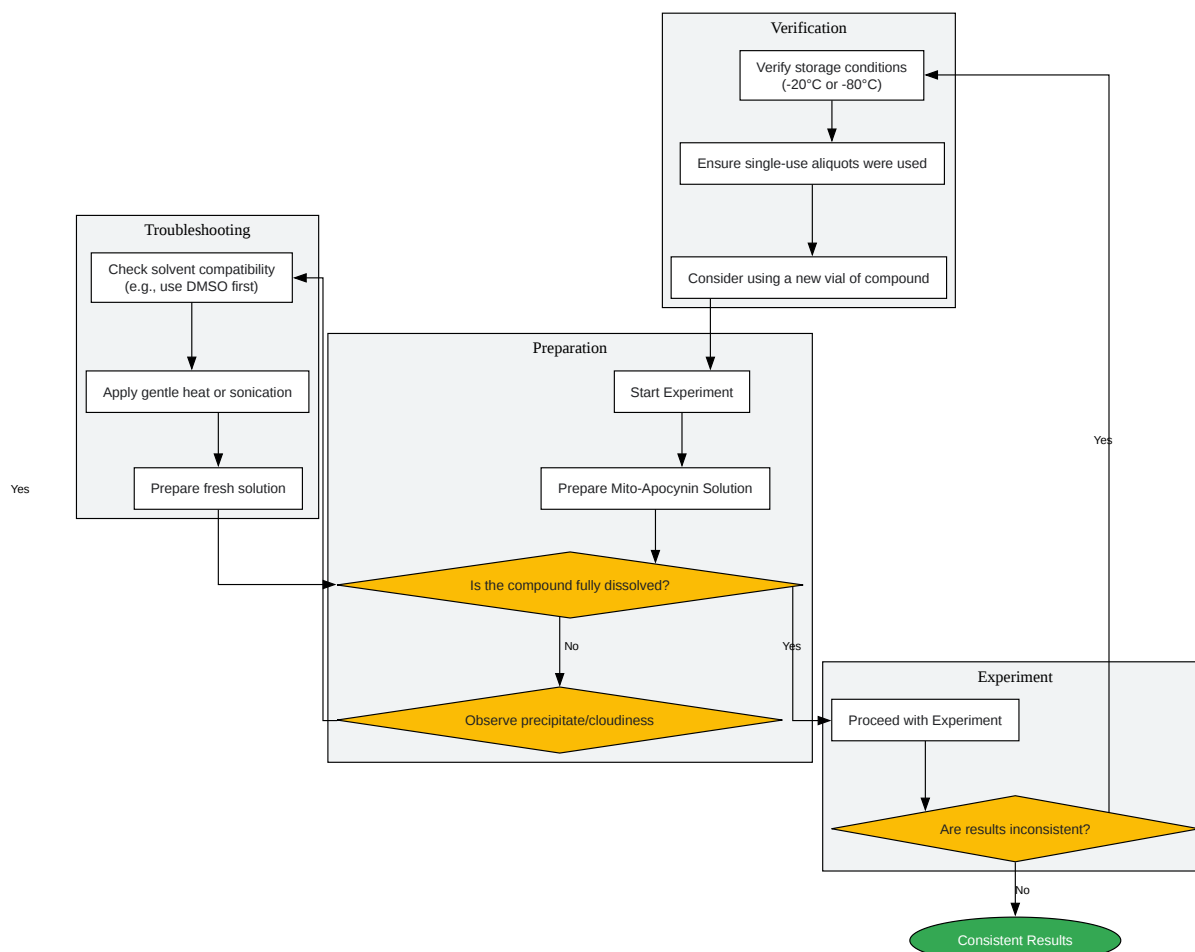 Verification
Verify storage conditions
(-20°C or -80°C)
Ensure single-use aliquots were used
Consider using a new vial of compound
Troubleshooting
Check solvent compatibility
(e.g., use DMSO first)
Apply gentle heat or sonication
Prepare fresh solution
Yes
Preparation
Start Experiment
Prepare Mito-Apocynin Solution
Is the compound fully dissolved?
No
Yes
Observe precipitate/cloudiness
Yes
Experiment
Proceed with Experiment
Are results inconsistent?
No
Consistent Results